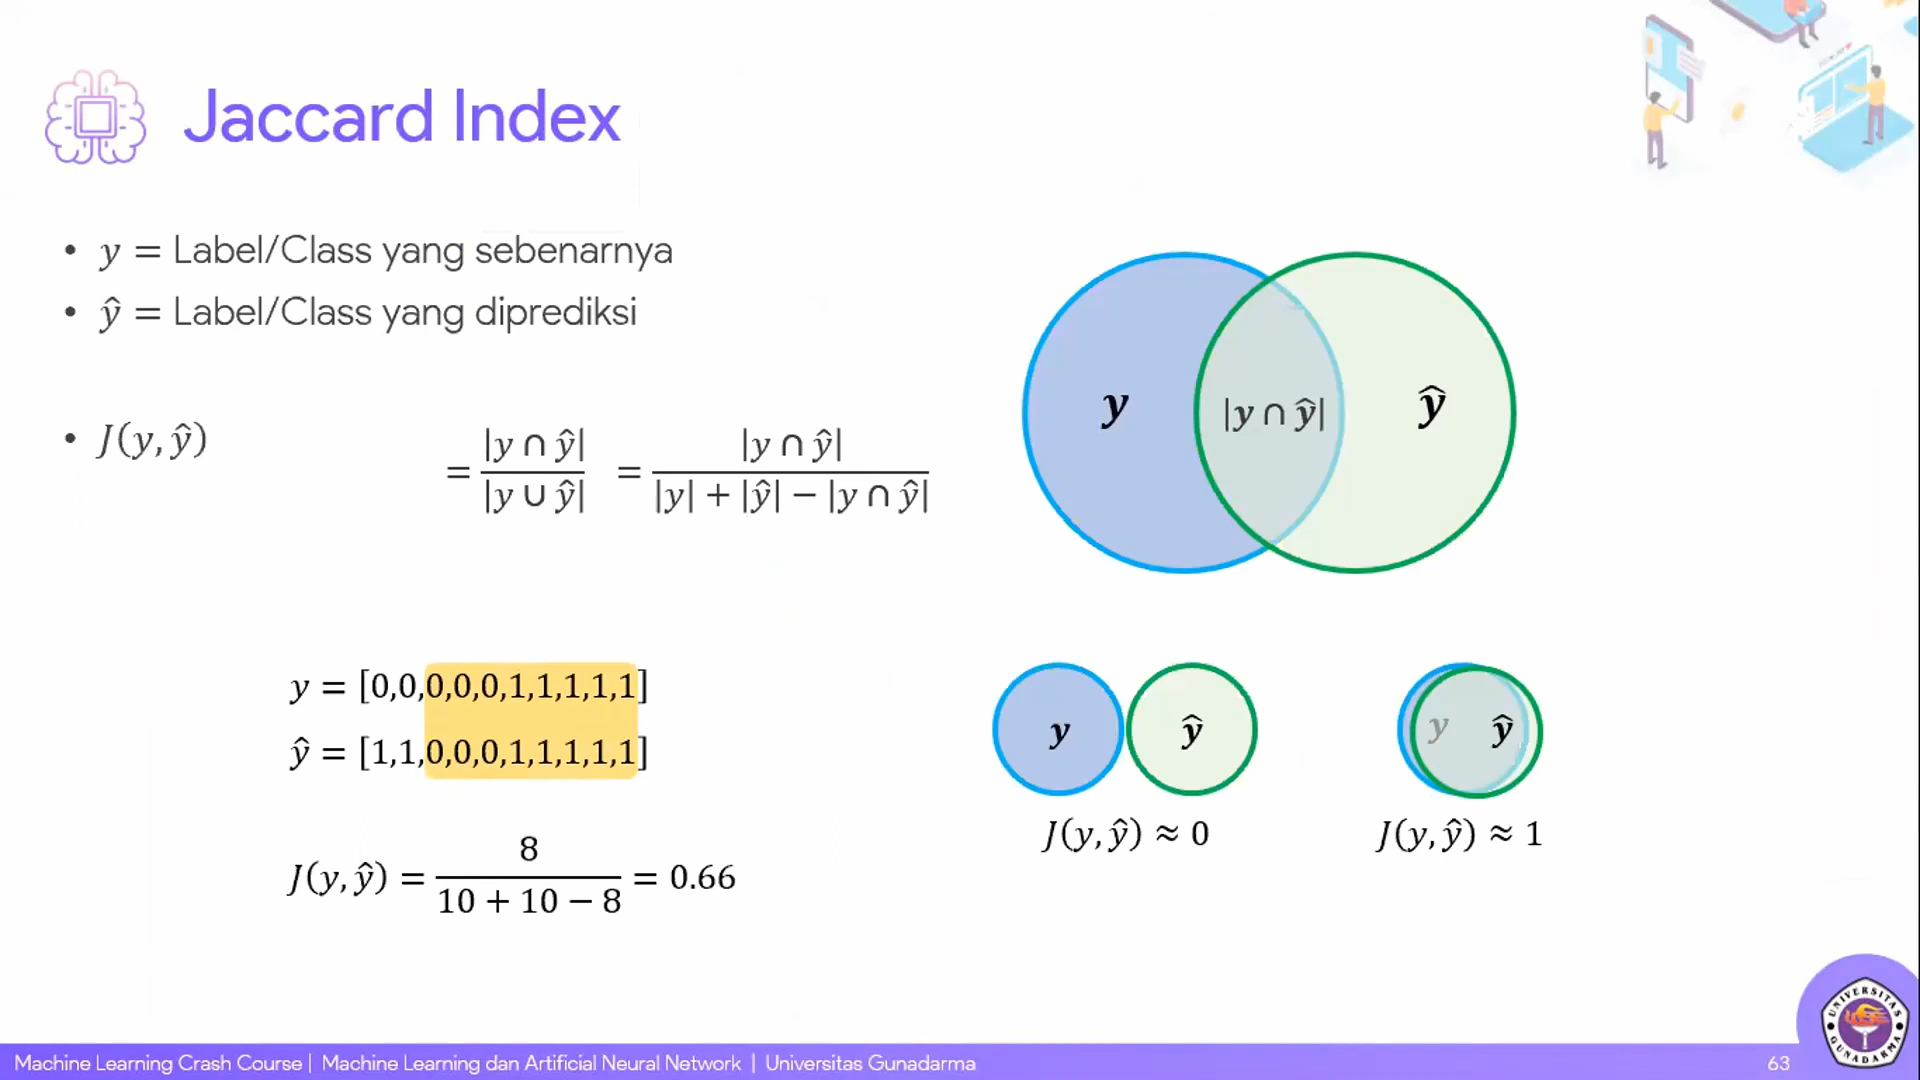 Jaccard Index
• y = Label/Class yang sebenarnya
• ŷ = Label/Class yang diprediksi
• J(y, ŷ) = |y ∩ ŷ| / |y ∪ ŷ| = |y ∩ ŷ| / |y| + |ŷ| − |y ∩ ŷ|
y |y ∩ ŷ| ŷ
y = [0,0,0,0,0,1,1,1,1,1]
ŷ = [1,1,0,0,0,1,1,1,1,1]
J(y, ŷ) = 8 / 10 + 10 − 8 = 0.66
y ŷ
J(y, ŷ) ≈ 0
y ŷ
J(y, ŷ) ≈ 1
UNIVERSITAS GUNADARMA
Machine Learning Crash Course | Machine Learning dan Artificial Neural Network | Universitas Gunadarma
63